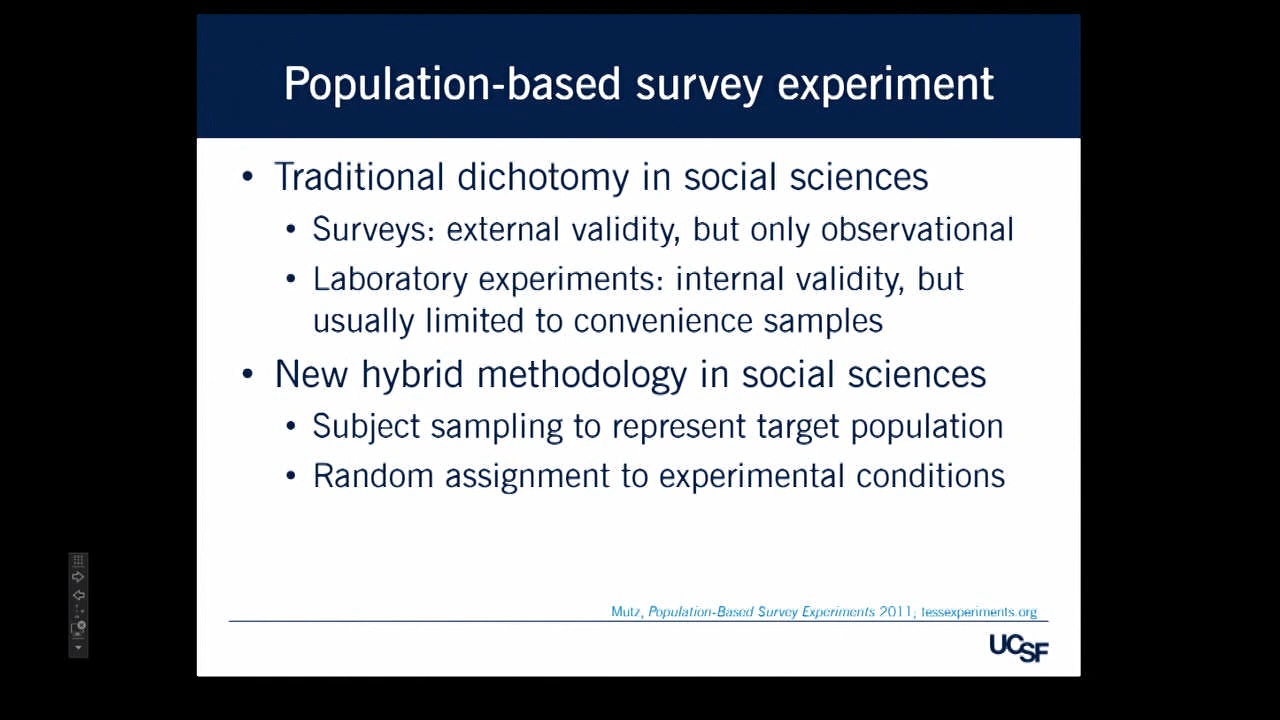 Population-based survey experiment
• Traditional dichotomy in social sciences
• Surveys: external validity, but only observational
• Laboratory experiments: internal validity, but
usually limited to convenience samples
• New hybrid methodology in social sciences
• Subject sampling to represent target population
• Random assignment to experimental conditions
Mutz, Population-Based Survey Experiments 2011; tessexperiments.org
UCSF